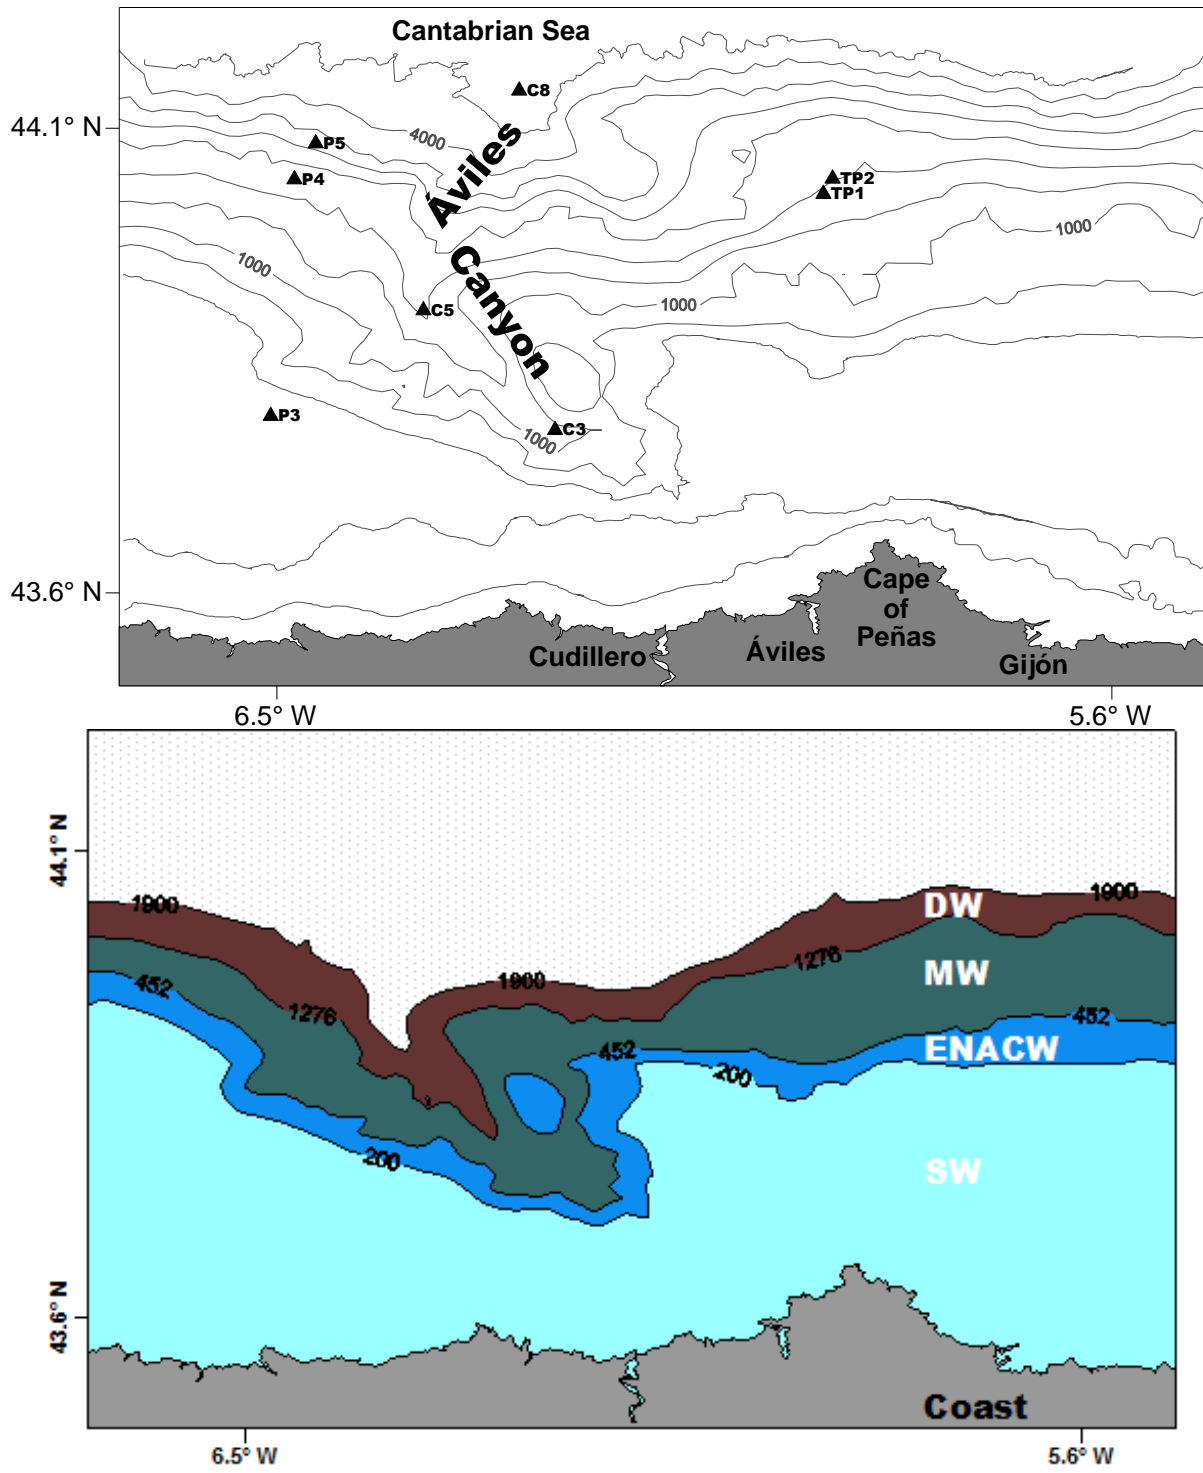 Cantabrian Sea
C8
44.1° N
4000
P5
Áviles
P4
TP2
TP1
1000
1000
Canyon
1000
C5
P3
C3
1000
43.6° N
Cape
of
Peñas
Cudillero
Áviles
Gijón
6.5° W
5.6° W
44.1° N
1900
1900
DW
1276
MW
1900
452
1276
452
452
ENACW
200
200
SW
43.6° N
Coast
6.5° W
5.6° W